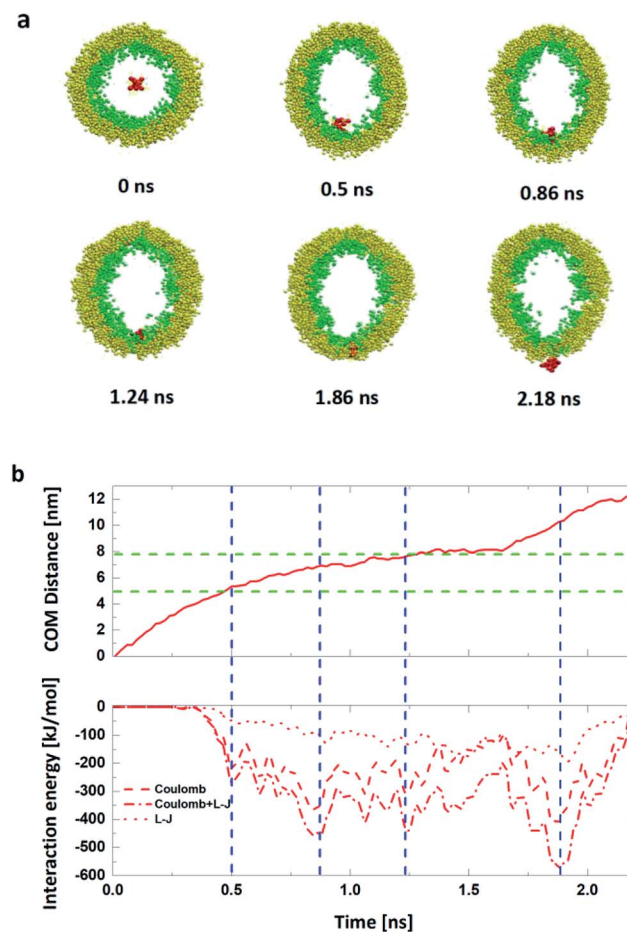 a
0 ns 0.5 ns 0.86 ns
1.24 ns 1.86 ns 2.18 ns
b
COM Distance [nm]
12
10
8
6
4
2
0
Interaction energy [kJ/mol]
0
-100
-200
-300
-400
-500
-600
Coulomb
Coulomb+L-J
L-J
0.0 0.5 1.0 1.5 2.0
Time [ns]